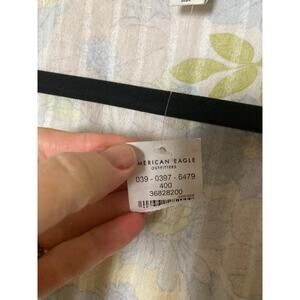 MERICAN EAGLE
OUTFITTERS
039 - 0397 - 6479
400
36828200